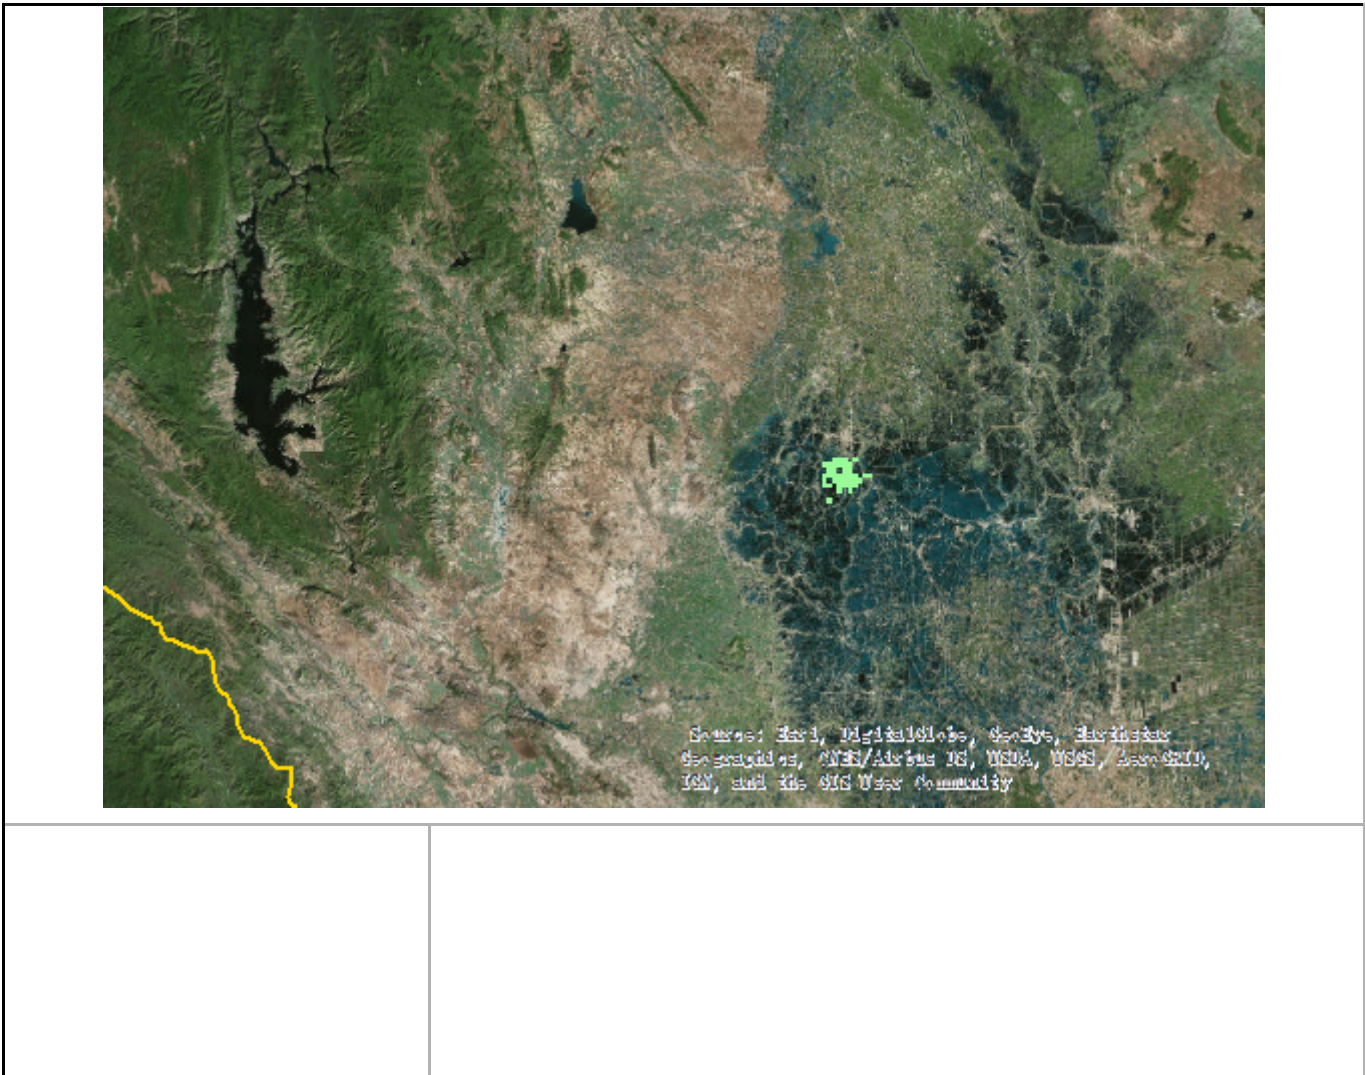 Source: Esri, DigitalGlobe, GeoEye, Earthstar
Geographics, CNES/Airbus DS, USDA, USGS, AeroGRID,
IGN, and the GIS User Community